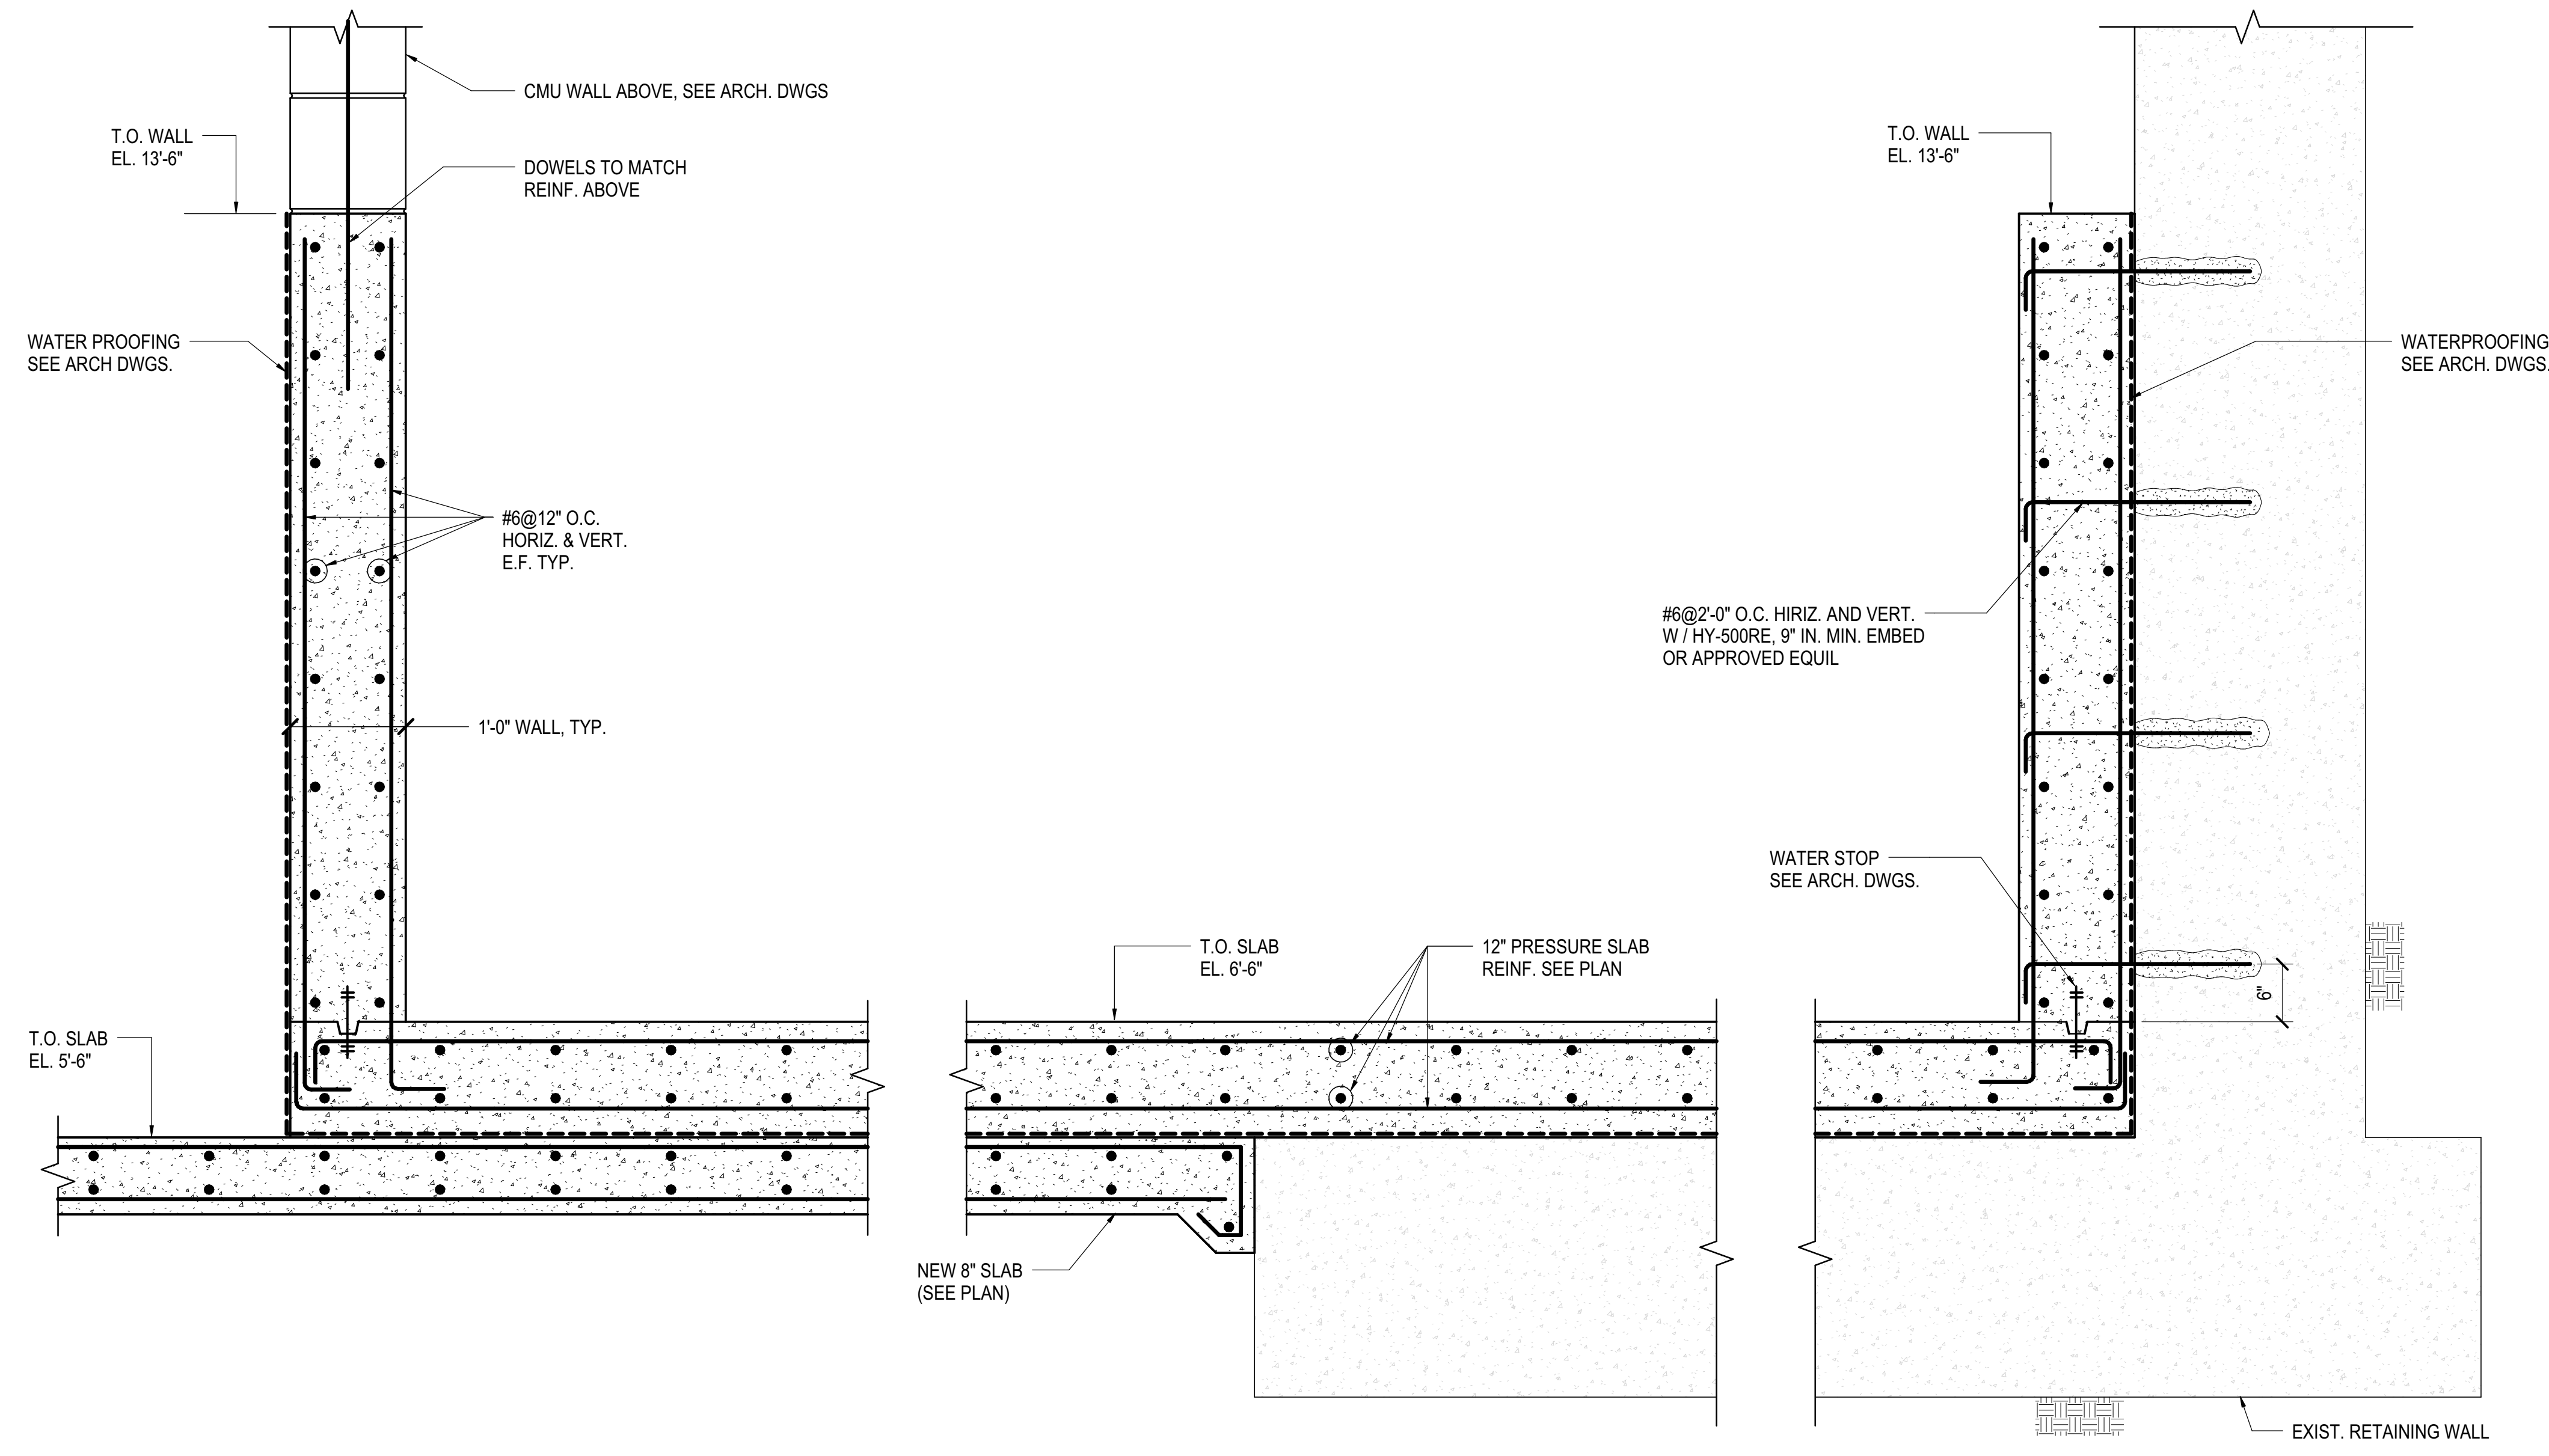 CMU WALL ABOVE, SEE ARCH. DWGS
T.O. WALL
EL. 13'-6"
DOWELS TO MATCH
REINF. ABOVE
WATER PROOFING
SEE ARCH DWGS.
#6@12" O.C.
HORIZ. & VERT.
E.F. TYP.
1'-0" WALL, TYP.
T.O. SLAB
EL. 5'-6"
T.O. SLAB
EL. 6'-6"
12" PRESSURE SLAB
REINF. SEE PLAN
NEW 8" SLAB
(SEE PLAN)
T.O. WALL
EL. 13'-6"
WATERPROOFING
SEE ARCH. DWGS.
#6@2'-0" O.C. HIRIZ. AND VERT.
W / HY-500RE, 9" IN. MIN. EMBED
OR APPROVED EQUIL
WATER STOP
SEE ARCH. DWGS.
6"
EXIST. RETAINING WALL